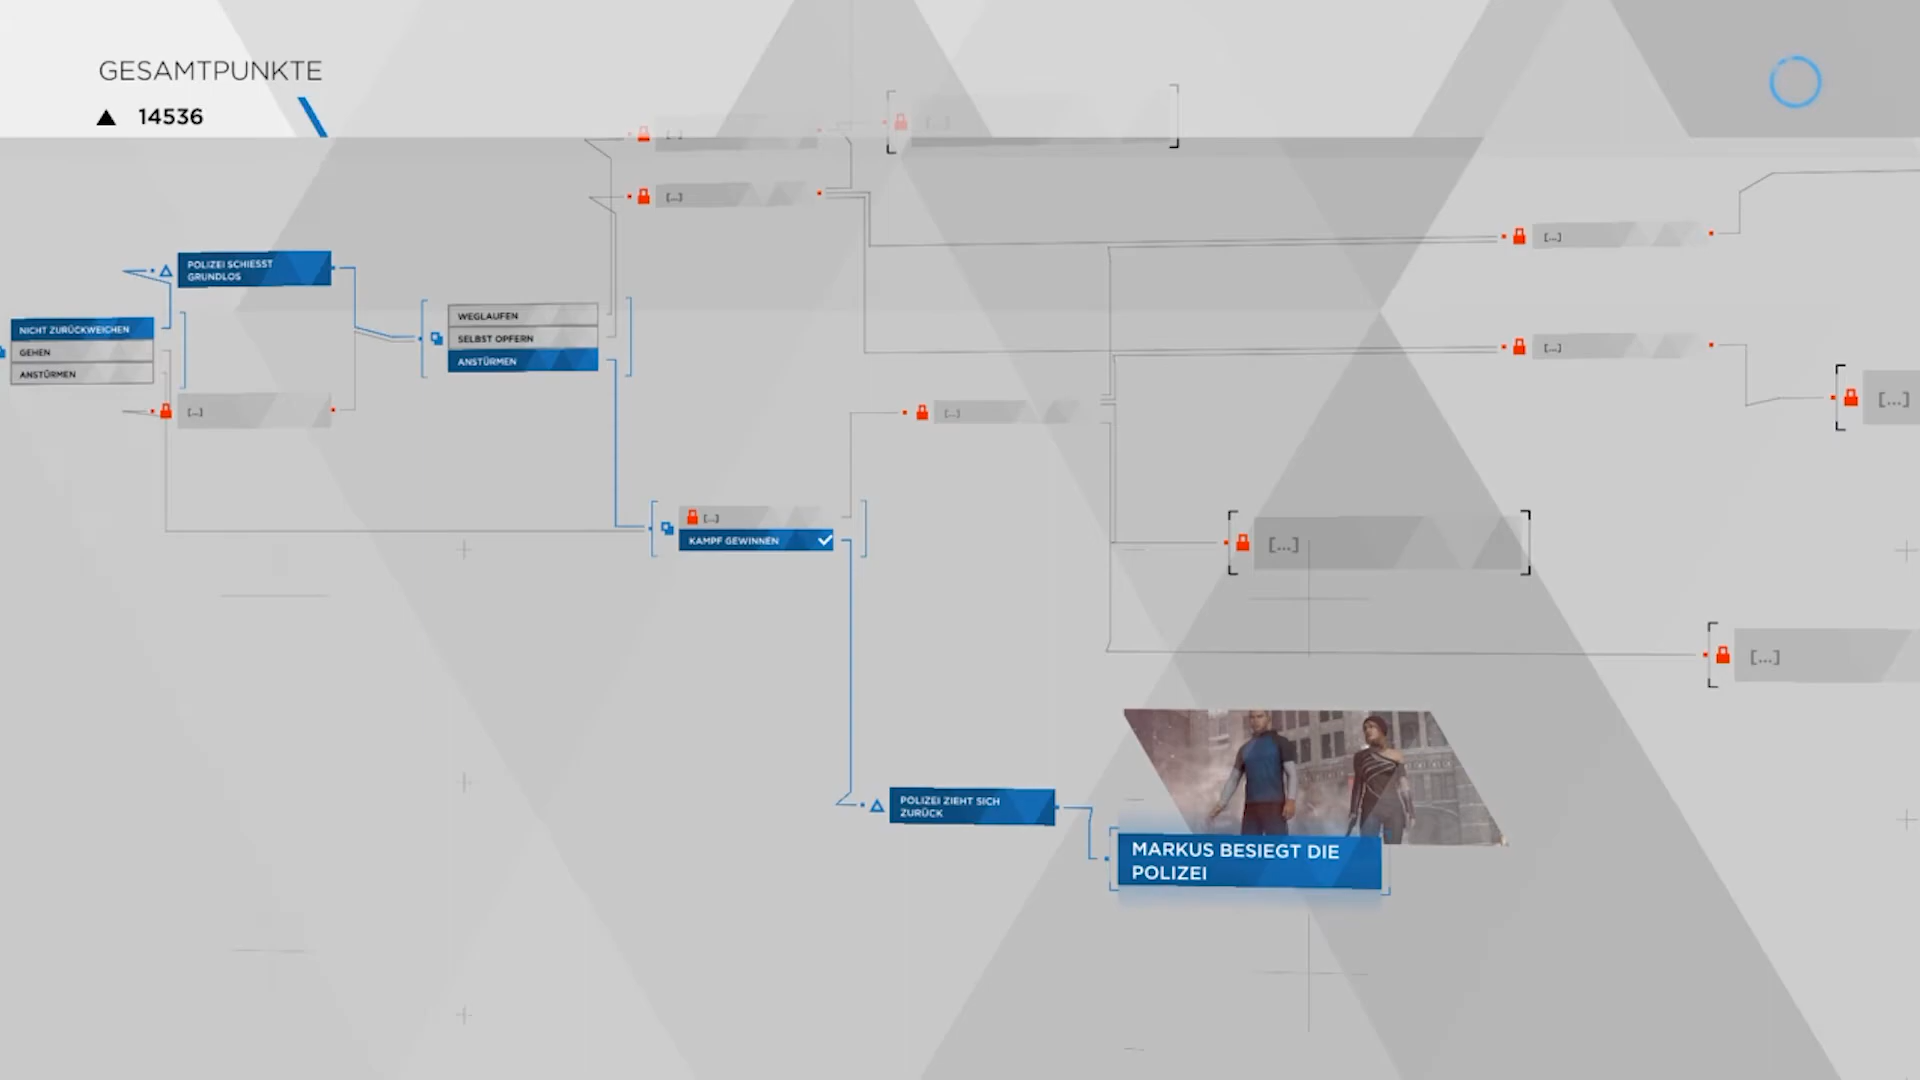 GESAMTPUNKTE
14536
[...]
[...]
[...]
[...]
POLIZEI SCHIESST
GRUNDLOS
NICHT ZURÜCKWEICHEN
GEHEN
ANSTÜRMEN
[...]
WEGLAUFEN
SELBST OPFERN
ANSTÜRMEN
[...]
[...]
[...]
[...]
KAMPF GEWINNEN
[...]
[...]
POLIZEI ZIEHT SICH
ZURÜCK
MARKUS BESIEGT DIE
POLIZEI